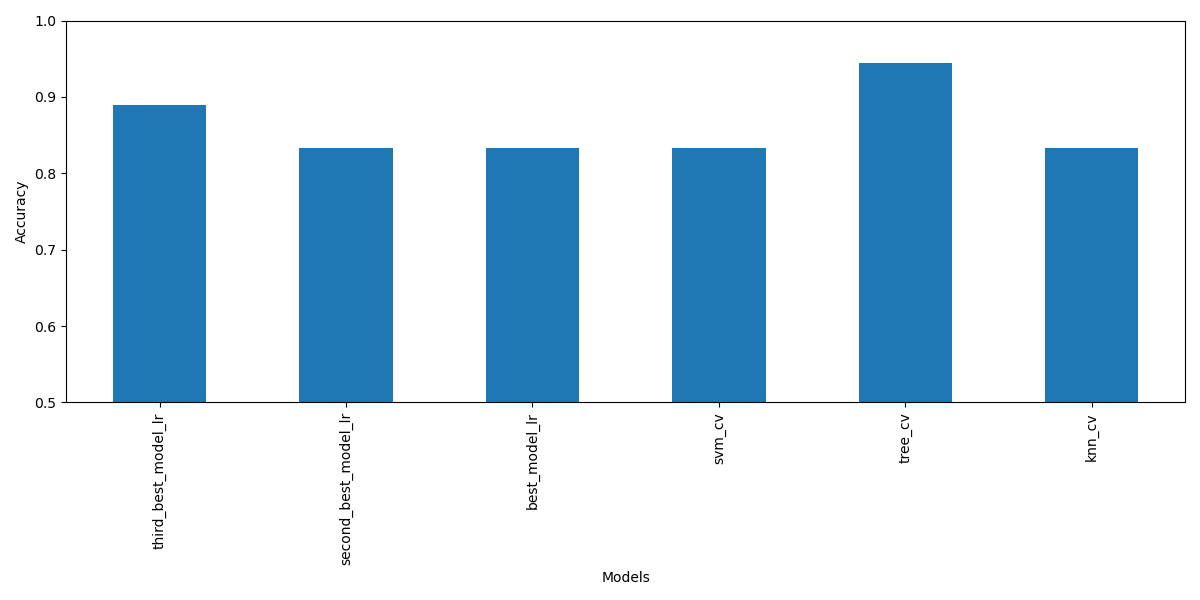 1.0
0.9
0.8
0.7
0.6
0.5
Accuracy
third_best_model_lr
second_best_model_lr
best_model_lr
svm_cv
tree_cv
knn_cv
Models